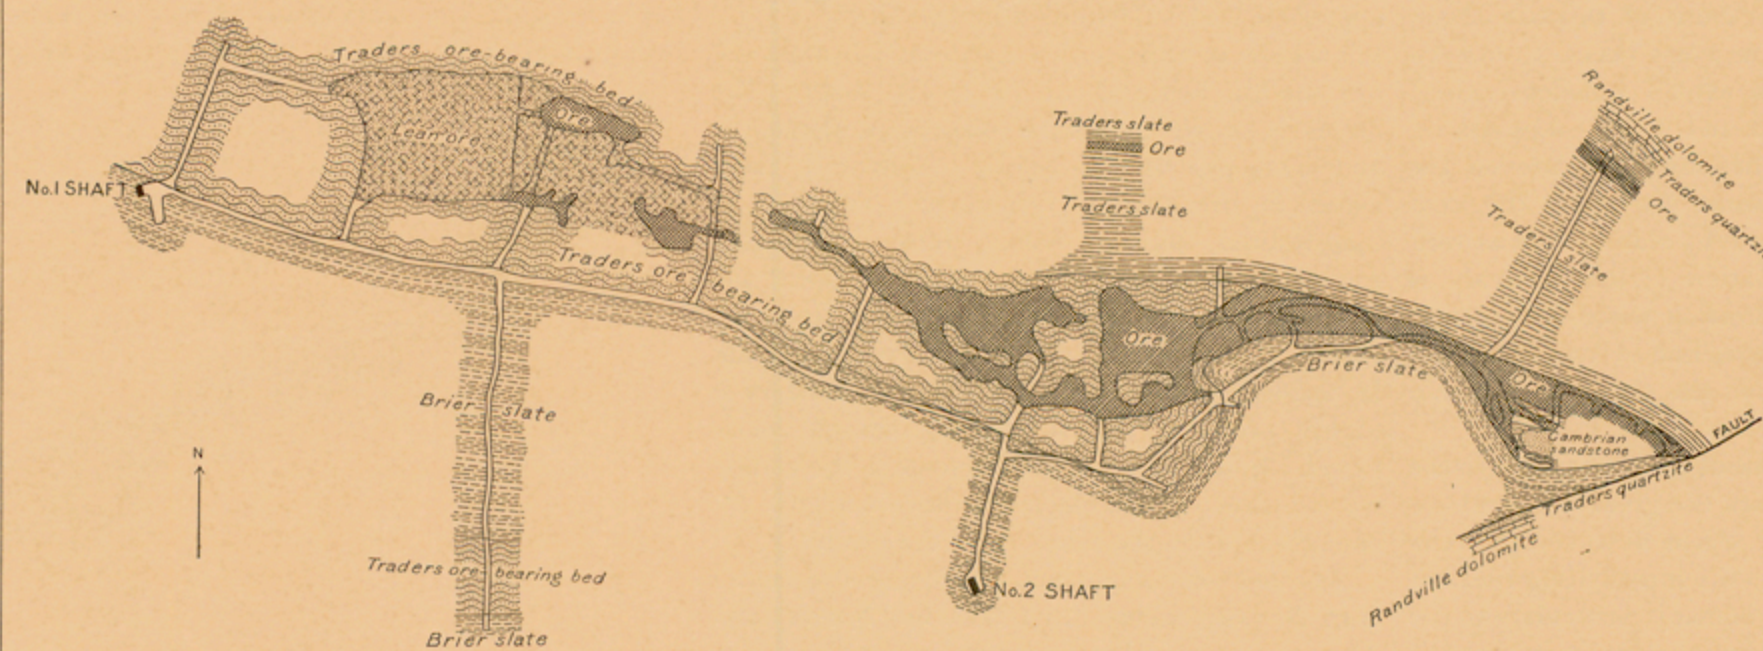 Traders ore-bearing bed
Lean ore
Ore
No.1 SHAFT
Traders ore bearing bed
Brier slate
N
Traders ore-bearing bed
Brier slate
Traders slate
Ore
Traders slate
Ore
Brier slate
No.2 SHAFT
Randville dolomite
Traders quartzi
Ore
Traders slate
Ore
Cambrian
sandstone
FAULT
Traders quartzite
Randville dolomite